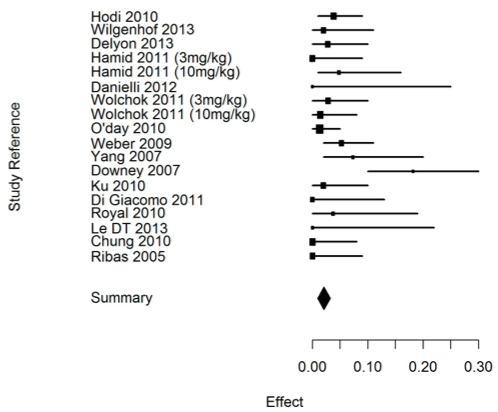 Study Reference
Hodi 2010
Wilgenhof 2013
Delyon 2013
Hamid 2011 (3mg/kg)
Hamid 2011 (10mg/kg)
Danielli 2012
Wolchok 2011 (3mg/kg)
Wolchok 2011 (10mg/kg)
O'day 2010
Weber 2009
Yang 2007
Downey 2007
Ku 2010
Di Giacomo 2011
Royal 2010
Le DT 2013
Chung 2010
Ribas 2005
Summary
0.00 0.10 0.20 0.30
Effect